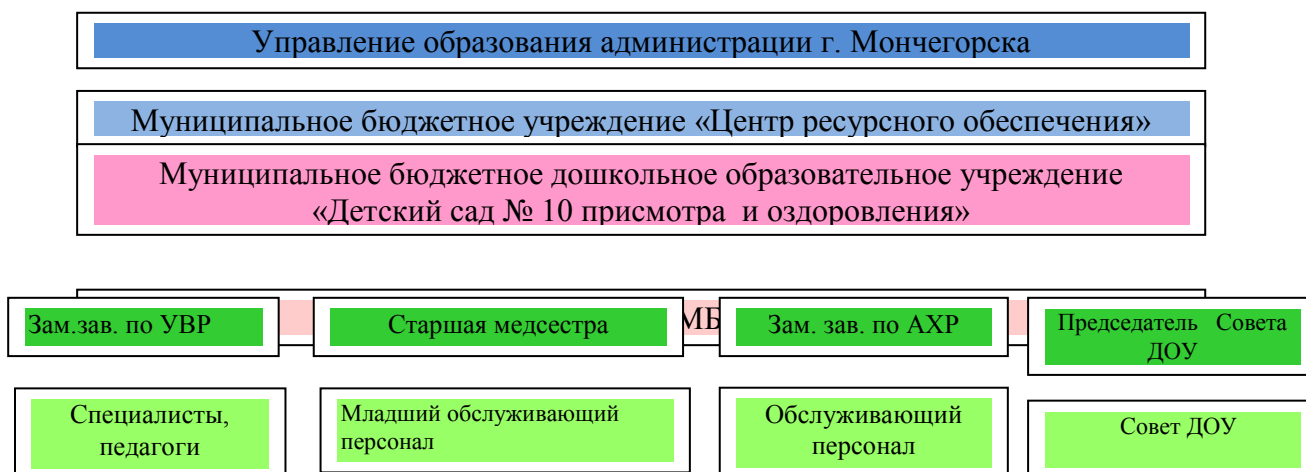 Управление образования администрации г. Мончегорска
Муниципальное бюджетное учреждение «Центр ресурсного обеспечения»
Муниципальное бюджетное дошкольное образовательное учреждение
«Детский сад № 10 присмотра и оздоровления»
Зам.зав. по УВР
Старшая медсестра
Зам. зав. по АХР
Председатель Совета
ДОУ
Специалисты,
педагоги
Младший обслуживающий
персонал
Обслуживающий
персонал
Совет ДОУ